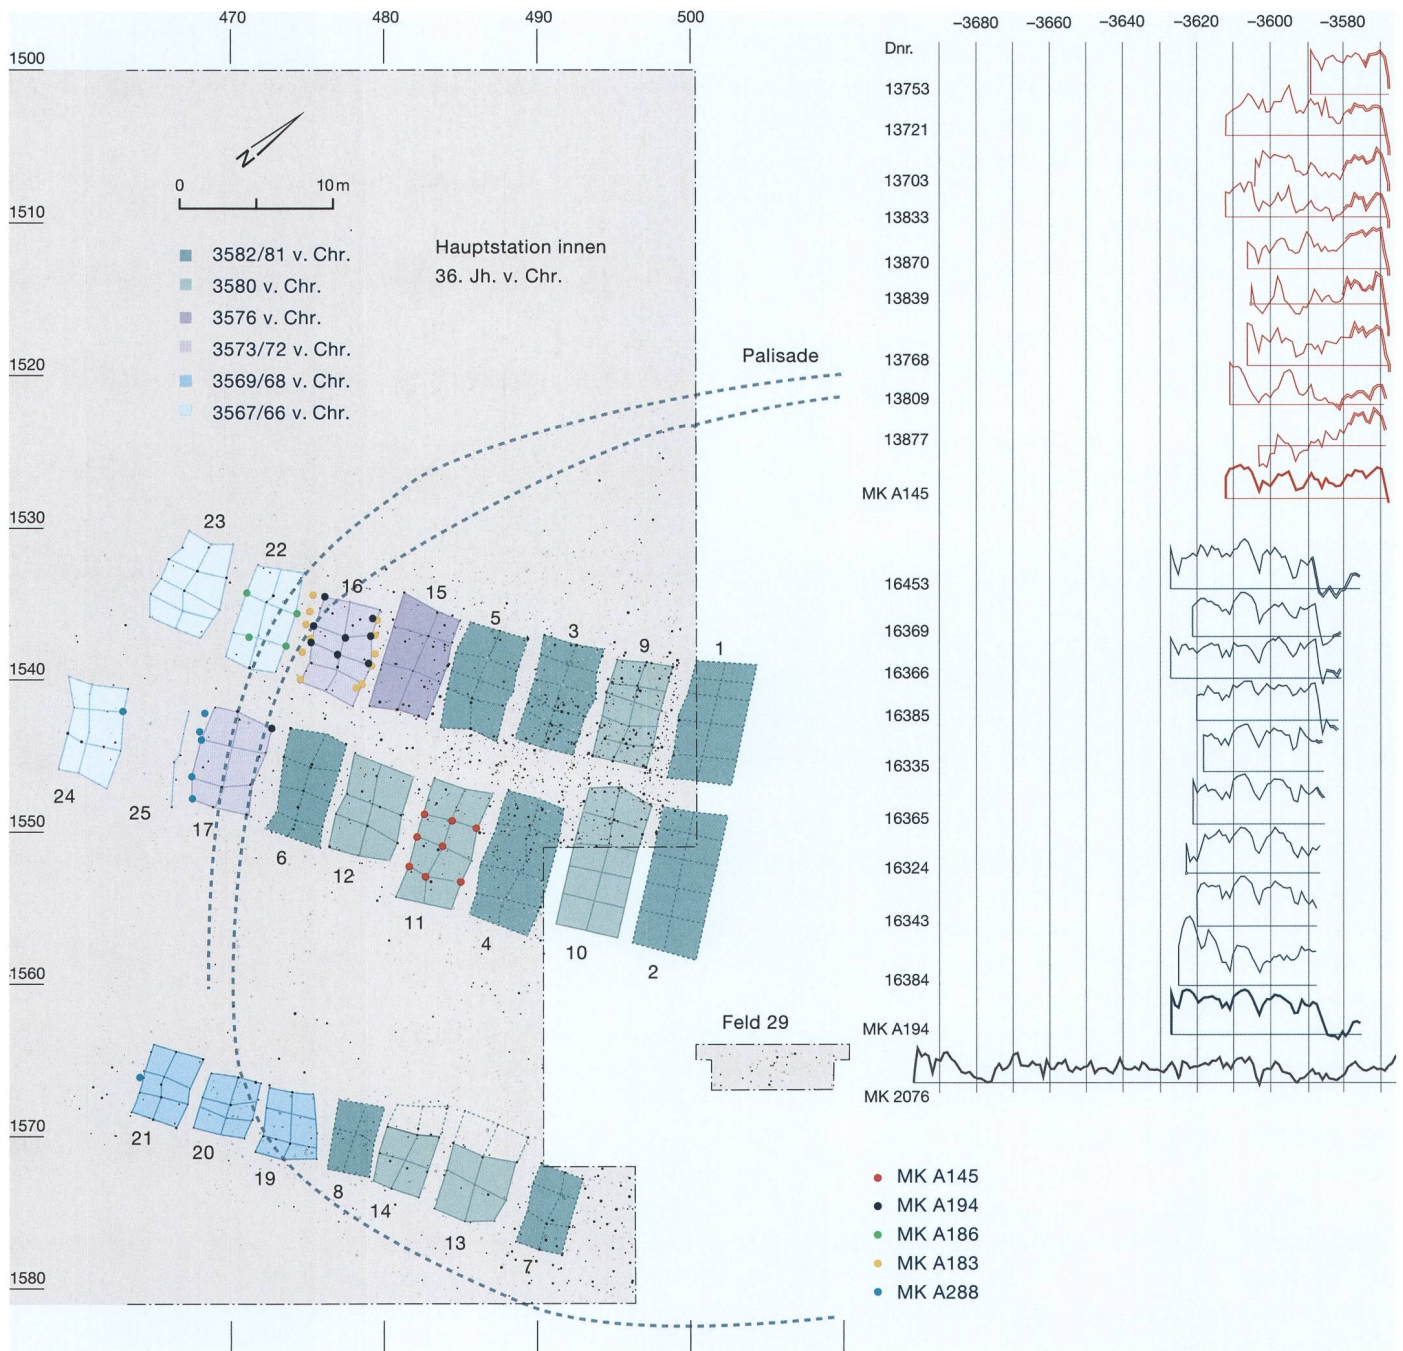 470 480 490 500
1500
1510
1520
1530
1540
1550
1560
1570
1580
N
0 10m
3582/81 v. Chr.
3580 v. Chr.
3576 v. Chr.
3573/72 v. Chr.
3569/68 v. Chr.
3567/66 v. Chr.
Hauptstation innen
36. Jh. v. Chr.
Palisade
23
22
16
15
5
3
9
1
24
25
17
6
12
11
4
10
2
Feld 29
21
20
19
8
14
13
7
−3680 −3660 −3640 −3620 −3600 −3580
Dnr.
13753
13721
13703
13833
13870
13839
13768
13809
13877
MK A145
16453
16369
16366
16385
16335
16365
16324
16343
16384
MK A194
MK 2076
MK A145
MK A194
MK A186
MK A183
MK A288